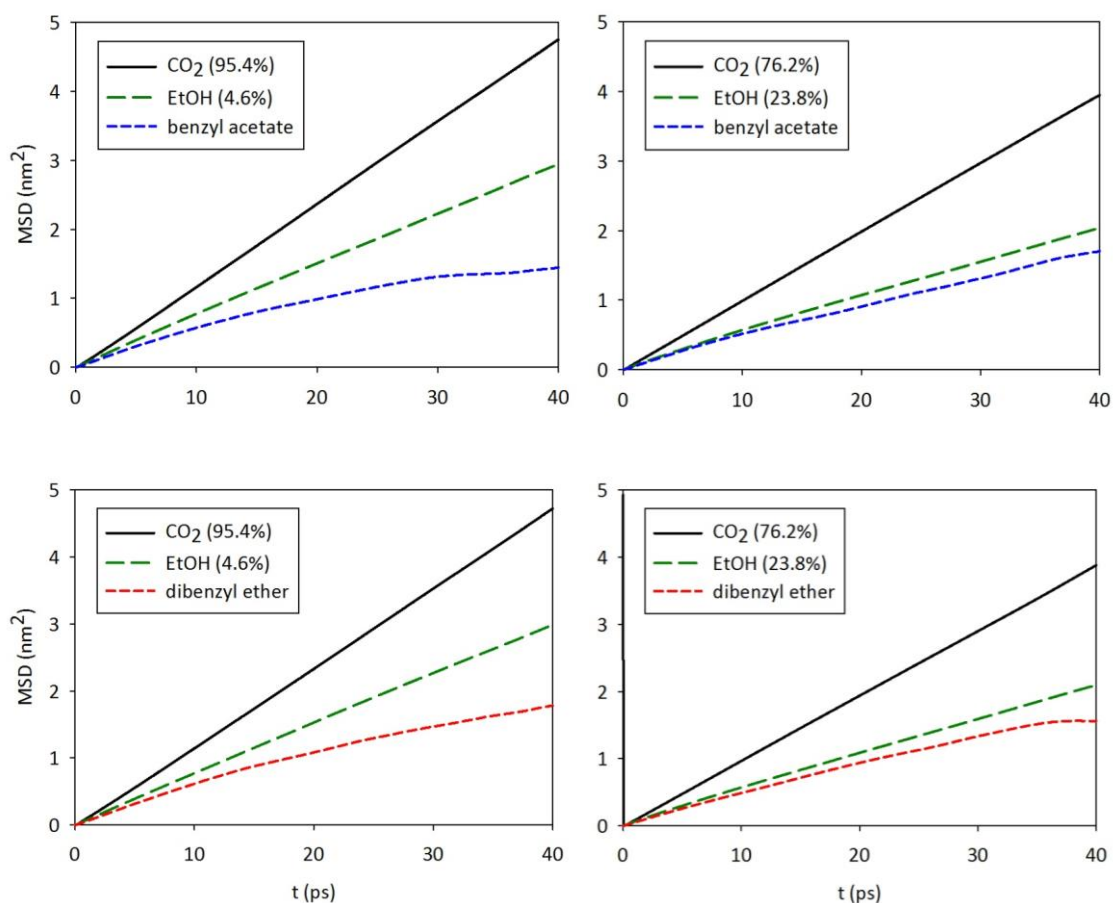 MSD (nm²)
5
4
3
2
1
0
CO₂ (95.4%)
EtOH (4.6%)
benzyl acetate
0 10 20 30 40
5
4
3
2
1
0
CO₂ (76.2%)
EtOH (23.8%)
benzyl acetate
0 10 20 30 40
MSD (nm²)
5
4
3
2
1
0
CO₂ (95.4%)
EtOH (4.6%)
dibenzyl ether
0 10 20 30 40
t (ps)
5
4
3
2
1
0
CO₂ (76.2%)
EtOH (23.8%)
dibenzyl ether
0 10 20 30 40
t (ps)